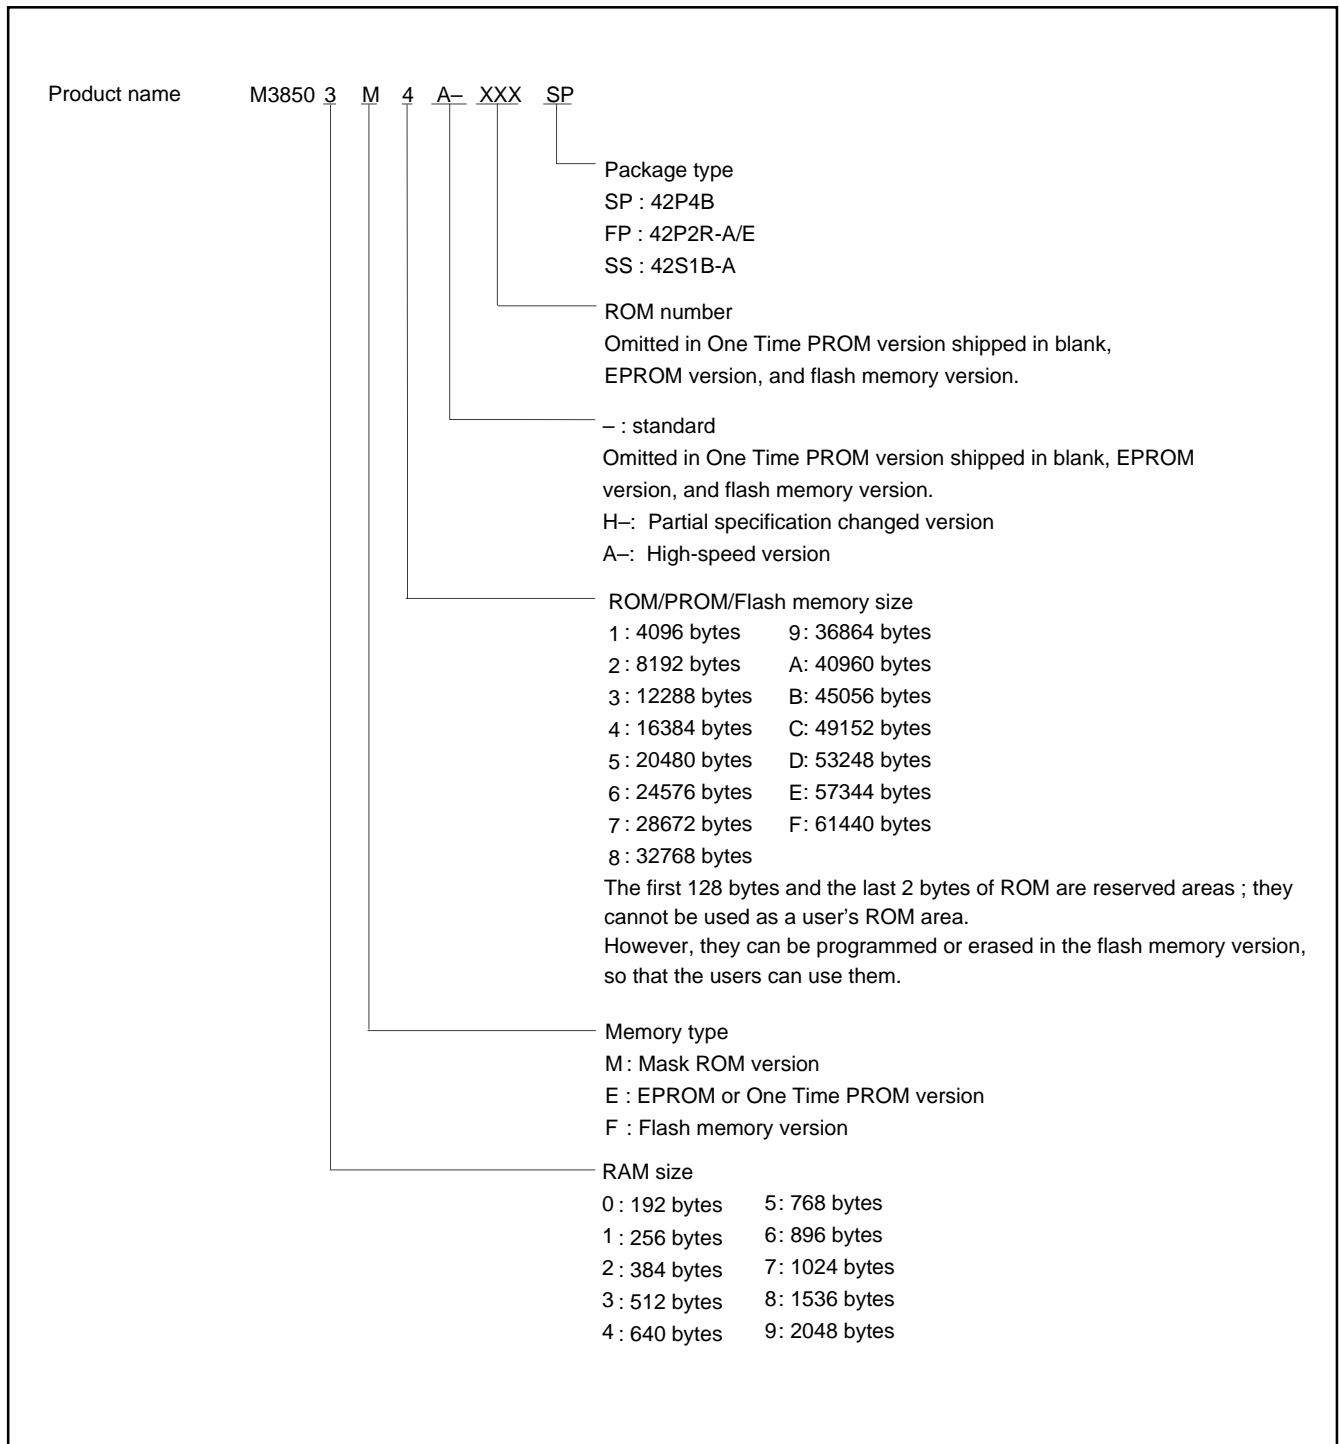 Product name M3850 3 M 4 A– XXX SP
Package type
SP : 42P4B
FP : 42P2R-A/E
SS : 42S1B-A
ROM number
Omitted in One Time PROM version shipped in blank,
EPROM version, and flash memory version.
– : standard
Omitted in One Time PROM version shipped in blank, EPROM
version, and flash memory version.
H–: Partial specification changed version
A–: High-speed version
ROM/PROM/Flash memory size
1 : 4096 bytes 9: 36864 bytes
2 : 8192 bytes A: 40960 bytes
3 : 12288 bytes B: 45056 bytes
4 : 16384 bytes C: 49152 bytes
5 : 20480 bytes D: 53248 bytes
6 : 24576 bytes E: 57344 bytes
7 : 28672 bytes F: 61440 bytes
8 : 32768 bytes
The first 128 bytes and the last 2 bytes of ROM are reserved areas ; they
cannot be used as a user’s ROM area.
However, they can be programmed or erased in the flash memory version,
so that the users can use them.
Memory type
M : Mask ROM version
E : EPROM or One Time PROM version
F : Flash memory version
RAM size
0 : 192 bytes 5: 768 bytes
1 : 256 bytes 6: 896 bytes
2 : 384 bytes 7: 1024 bytes
3 : 512 bytes 8: 1536 bytes
4 : 640 bytes 9: 2048 bytes